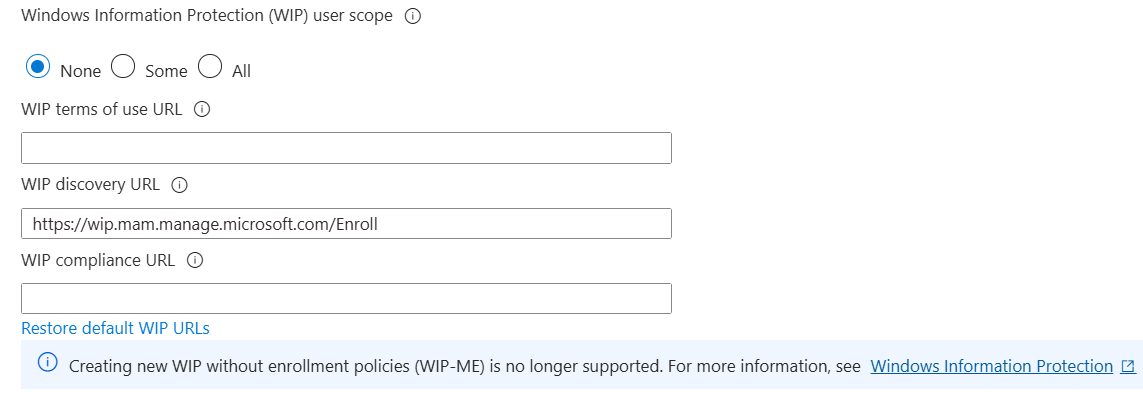 Windows Information Protection (WIP) user scope
None Some All
WIP terms of use URL
WIP discovery URL
https://wip.mam.manage.microsoft.com/Enroll
WIP compliance URL
Restore default WIP URLs
Creating new WIP without enrollment policies (WIP-ME) is no longer supported. For more information, see Windows Information Protection